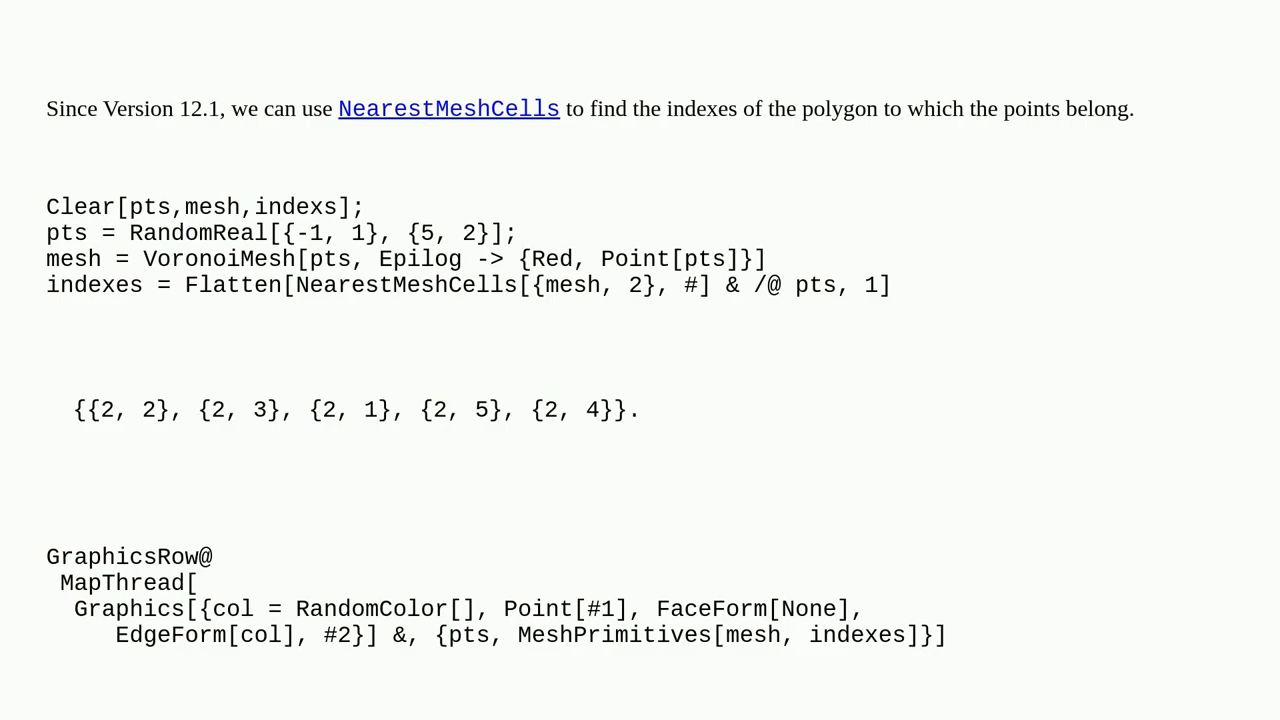 Since Version 12.1, we can use NearestMeshCells to find the indexes of the polygon to which the points belong.
Clear[pts,mesh,indexs];
pts = RandomReal[{-1, 1}, {5, 2}];
mesh = VoronoiMesh[pts, Epilog -> {Red, Point[pts]}]
indexes = Flatten[NearestMeshCells[{mesh, 2}, #] & /@ pts, 1]
{{2, 2}, {2, 3}, {2, 1}, {2, 5}, {2, 4}}.
GraphicsRow@
MapThread[
Graphics[{col = RandomColor[], Point[#1], FaceForm[None],
EdgeForm[col], #2}] &, {pts, MeshPrimitives[mesh, indexes]}]